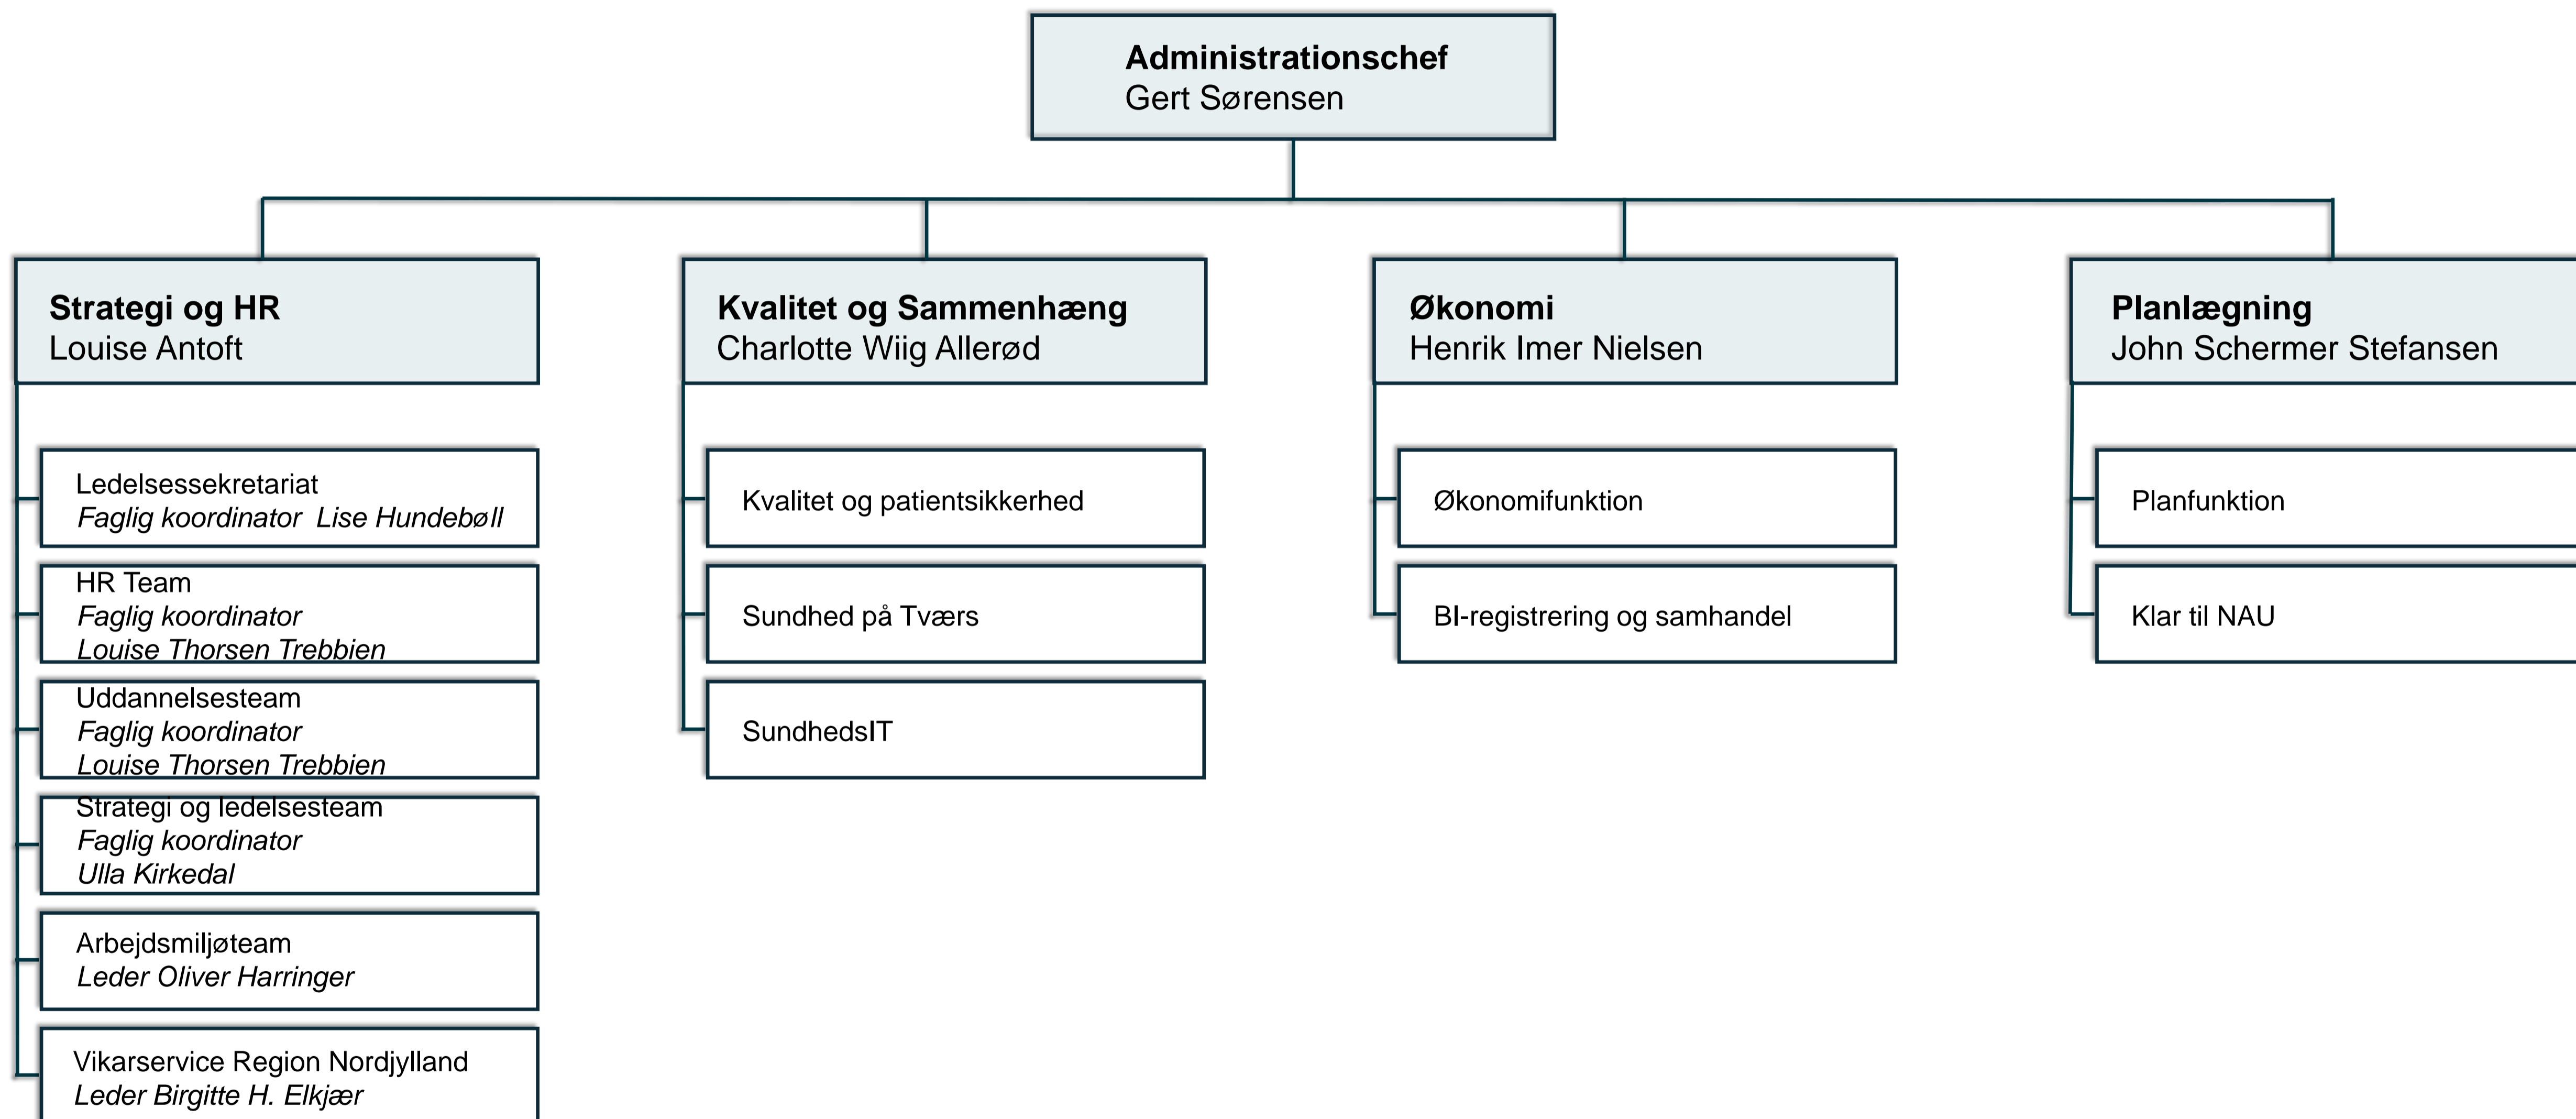 Administrationschef
Gert Sørensen
Strategi og HR
Louise Antoft
Ledelsessekretariat
Faglig koordinator  Lise Hundebøll
HR Team
Faglig koordinator
Louise Thorsen Trebbien
Uddannelsesteam
Faglig koordinator
Louise Thorsen Trebbien
Strategi og ledelsesteam
Faglig koordinator
Ulla Kirkedal
Arbejdsmiljøteam
Leder Oliver Harringer
Vikarservice Region Nordjylland
Leder Birgitte H. Elkjær
Kvalitet og Sammenhæng
Charlotte Wiig Allerød
Kvalitet og patientsikkerhed
Sundhed på Tværs
SundhedsIT
Økonomi
Henrik Imer Nielsen
Økonomifunktion
BI-registrering og samhandel
Planlægning
John Schermer Stefansen
Planfunktion
Klar til NAU